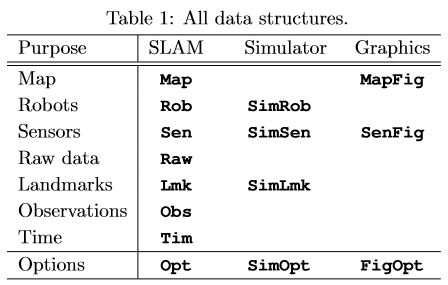 Table 1: All data structures.
Purpose SLAM Simulator Graphics
Map Map MapFig
Robots Rob SimRob
Sensors Sen SimSen SenFig
Raw data Raw
Landmarks Lmk SimLmk
Observations Obs
Time Tim
Options Opt SimOpt FigOpt